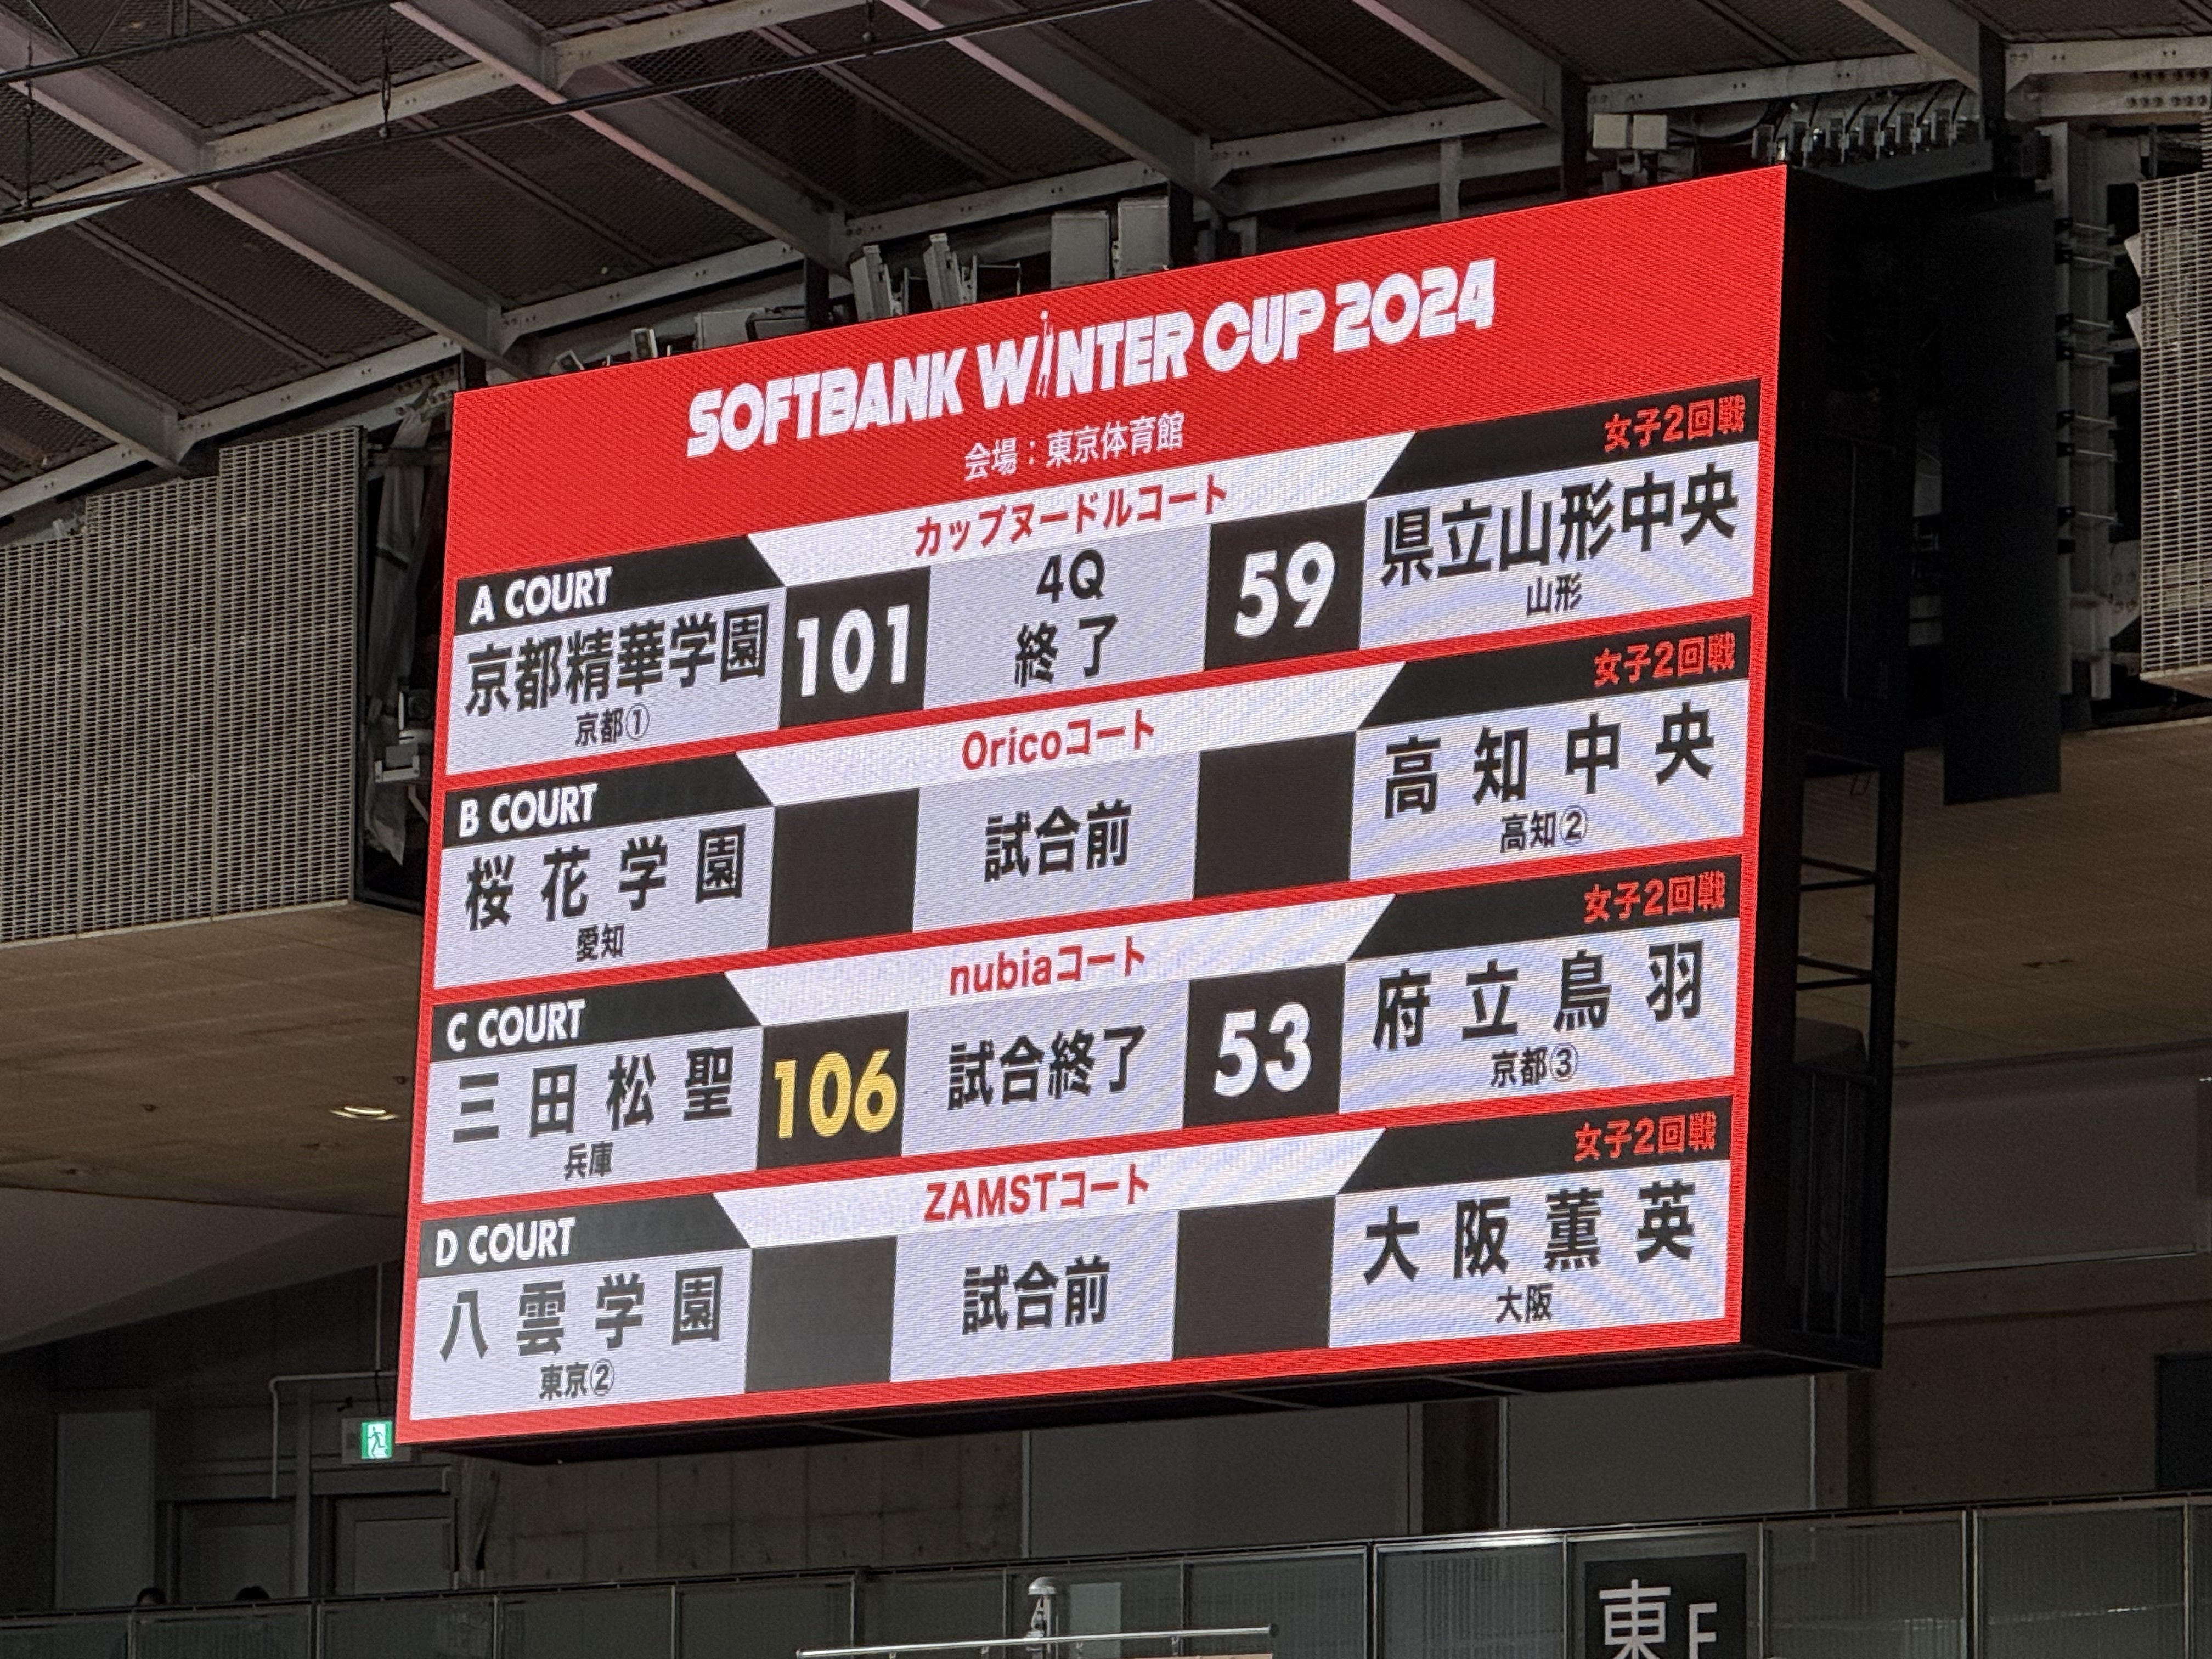 SOFTBANK WINTER CUP 2024
会場：東京体育館
A COURT
カップヌードルコート
女子2回戦
京都精華学園
京都①
101
4Q
終了
59
県立山形中央
山形
B COURT
Oricoコート
女子2回戦
桜花学園
愛知
試合前
高知中央
高知②
C COURT
nubiaコート
女子2回戦
三田松聖
兵庫
106
試合終了
53
府立鳥羽
京都③
D COURT
ZAMSTコート
女子2回戦
八雲学園
東京②
試合前
大阪薫英
大阪
東